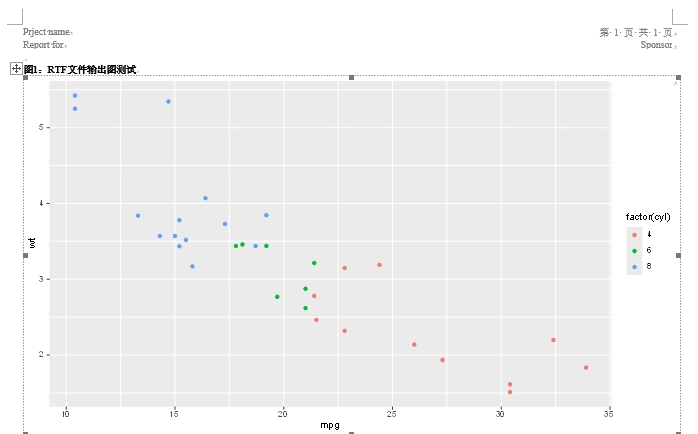 Prject name
第 1 页 共 1 页
Report for
Sponsor
图1：RTF文件输出图测试
5
4
3
2
wt
10 15 20 25 30 35
mpg
factor(cyl)
4
6
8